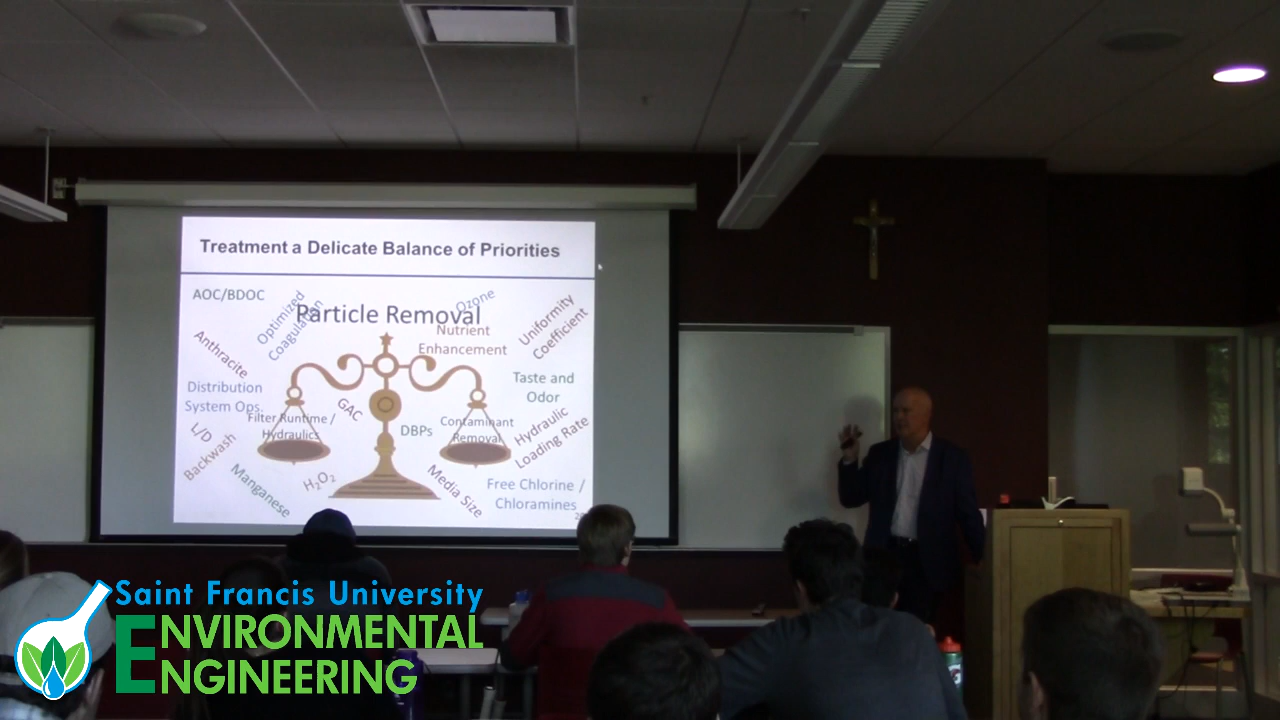 Treatment a Delicate Balance of Priorities
AOC/BDOC
Optimized
Coagulation
Particle Removal
Ozone
Nutrient
Enhancement
Uniformity
Coefficient
Anthracite
Taste and
Odor
Distribution
System Ops.
GAC
Filter Runtime /
Hydraulics
DBPs
Contaminant
Removal
Hydraulic
Loading Rate
L/D
Backwash
Manganese
H₂O₂
Media Size
Free Chlorine /
Chloramines
Saint Francis University
ENVIRONMENTAL
ENGINEERING